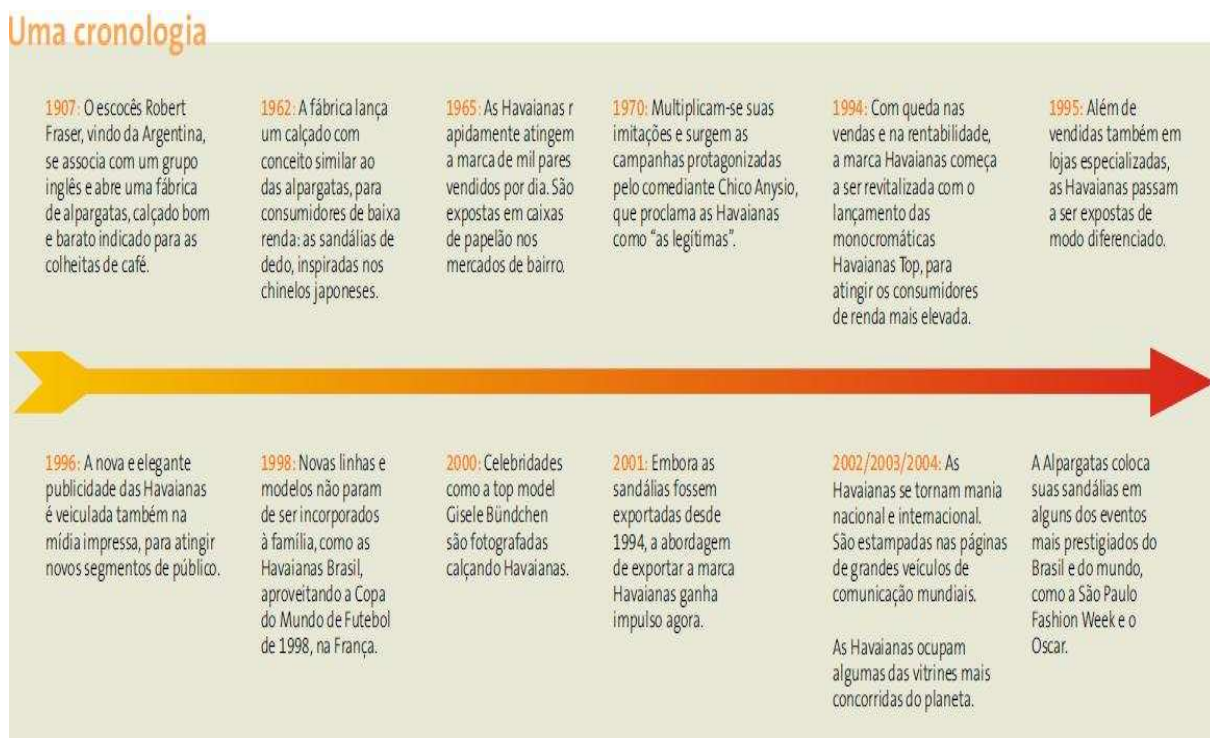 Uma cronologia
1907: O escocês Robert
Fraser, vindo da Argentina,
se associa com um grupo
inglês e abre uma fábrica
de alpargatas, calçado bom
e barato indicado para as
colheitas de café.
1962: A fábrica lança
um calçado com
conceito similar ao
das alpargatas, para
consumidores de baixa
renda: as sandálias de
dedo, inspiradas nos
chinelos japoneses.
1965: As Havaianas r
apidamente atingem
a marca de mil pares
vendidos por dia. São
expostas em caixas
de papelão nos
mercados de bairro.
1970: Multiplicam-se suas
imitações e surgem as
campanhas protagonizadas
pelo comediante Chico Anysio,
que proclama as Havaianas
como “as legítimas”.
1994: Com queda nas
vendas e na rentabilidade,
a marca Havaianas começa
a ser revitalizada com o
lançamento das
monocromáticas
Havaianas Top, para
atingir os consumidores
de renda mais elevada.
1995: Além de
vendidas também em
lojas especializadas,
as Havaianas passam
a ser expostas de
modo diferenciado.
1996: A nova e elegante
publicidade das Havaianas
é veiculada também na
mídia impressa, para atingir
novos segmentos de público.
1998: Novas linhas e
modelos não param
de ser incorporados
à família, como as
Havaianas Brasil,
aproveitando a Copa
do Mundo de Futebol
de 1998, na França.
2000: Celebridades
como a top model
Gisele Bündchen
são fotografadas
calçando Havaianas.
2001: Embora as
sandálias fossem
exportadas desde
1994, a abordagem
de exportar a marca
Havaianas ganha
impulso agora.
2002/2003/2004: As
Havaianas se tornam mania
nacional e internacional.
São estampadas nas páginas
de grandes veículos de
comunicação mundiais.
As Havaianas ocupam
algumas das vitrines mais
concorridas do planeta.
A Alpargatas coloca
suas sandálias em
alguns dos eventos
mais prestigiados do
Brasil e do mundo,
como a São Paulo
Fashion Week e o
Oscar.